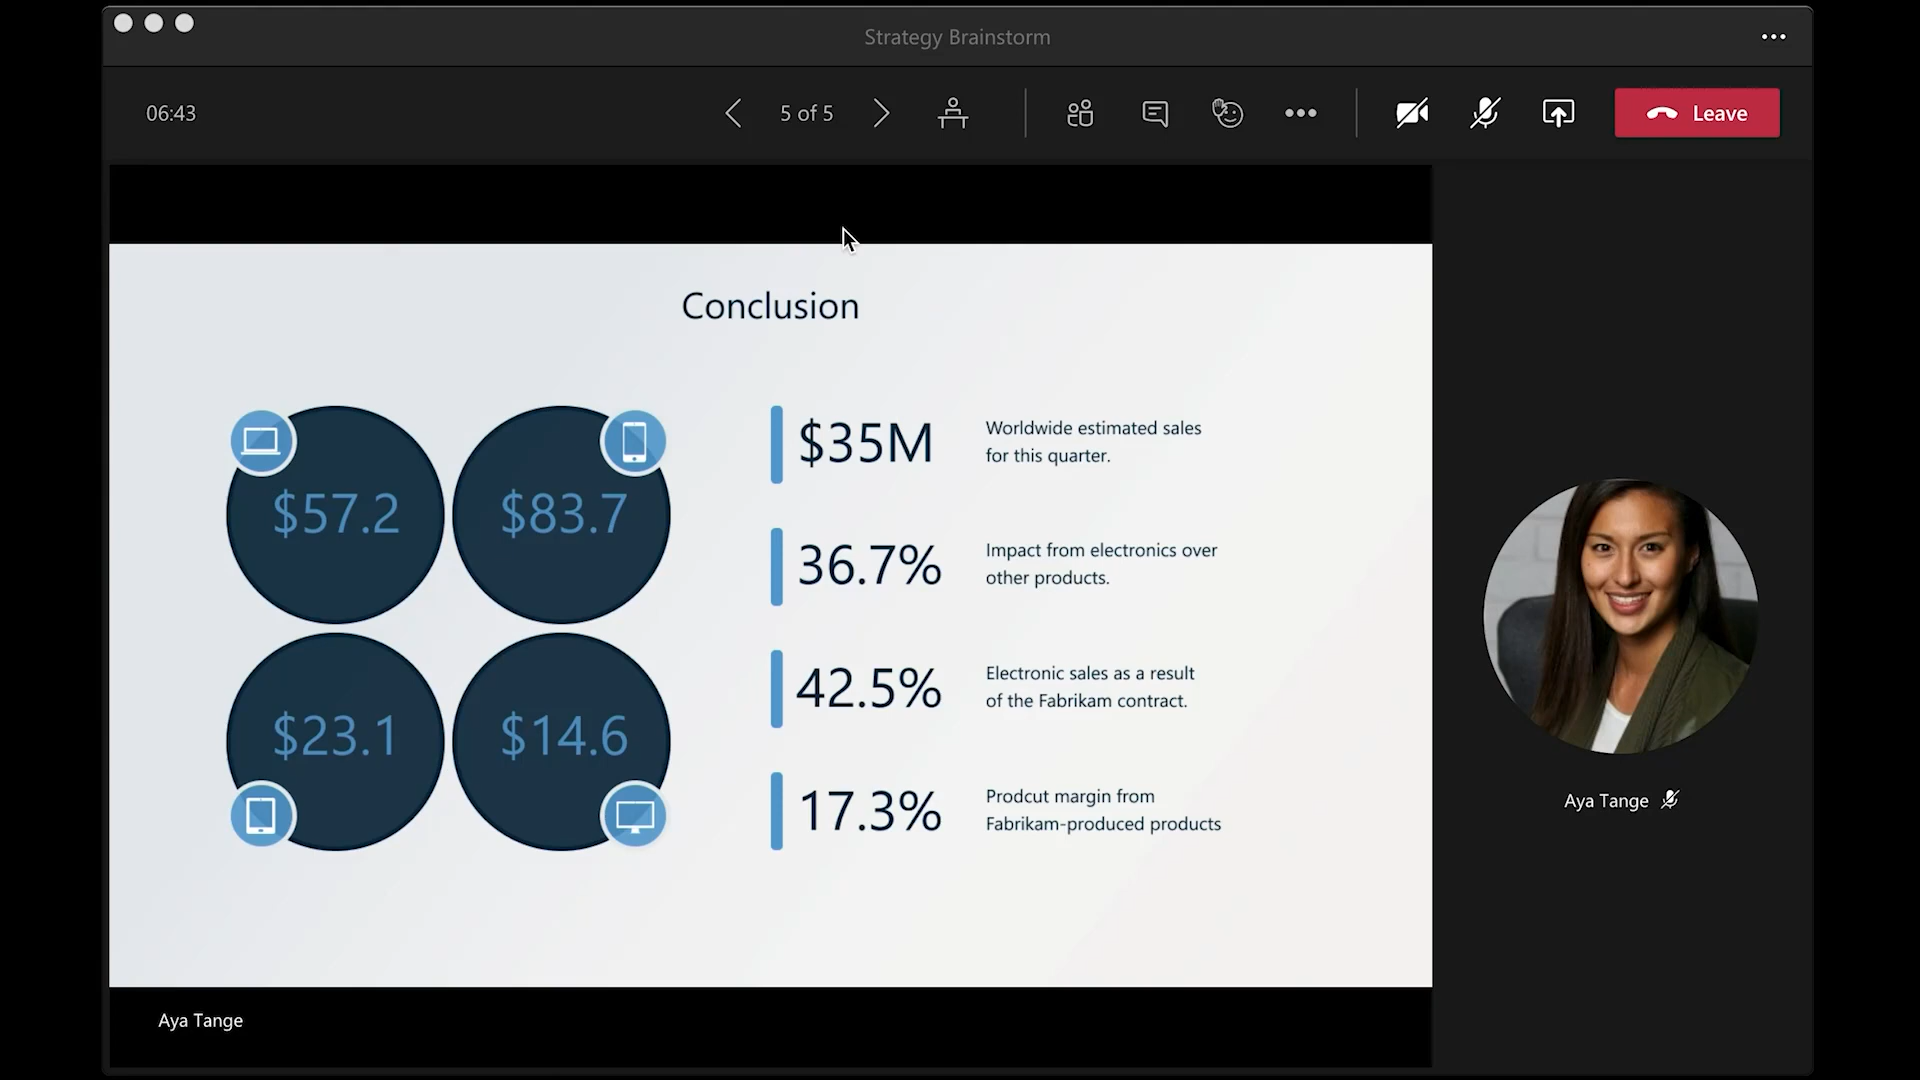 Strategy Brainstorm
06:43
5 of 5
Leave
Conclusion
$57.2
$83.7
$23.1
$14.6
$35M
Worldwide estimated sales
for this quarter.
36.7%
Impact from electronics over
other products.
42.5%
Electronic sales as a result
of the Fabrikam contract.
17.3%
Prodcut margin from
Fabrikam-produced products
Aya Tange
Aya Tange